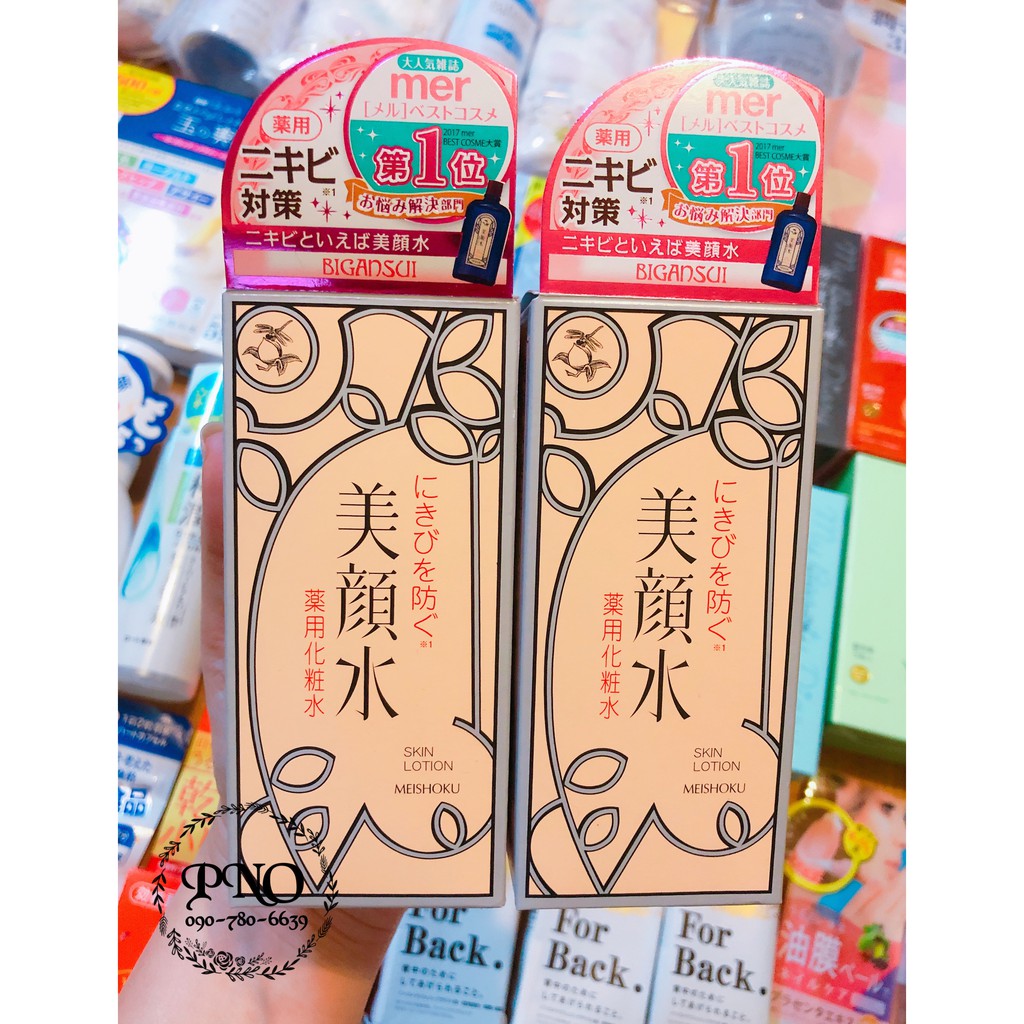 大人気雑誌
mer
[メル]ベストコスメ
2017 mer
BEST COSME大賞
第1位
お悩み解決部門
薬用
ニキビ
対策
※1
ニキビといえば美顔水
BIGANSUI
にきびを防ぐ
※1
美顔水
薬用化粧水
SKIN
LOTION
MEISHOKU
大人気雑誌
mer
[メル]ベストコスメ
2017 mer
BEST COSME大賞
第1位
お悩み解決部門
薬用
ニキビ
対策
※1
ニキビといえば美顔水
BIGANSUI
にきびを防ぐ
※1
美顔水
薬用化粧水
SKIN
LOTION
MEISHOKU
PNO
090-780-6639
For
Back.
For
Back.
For
Back.
油膜